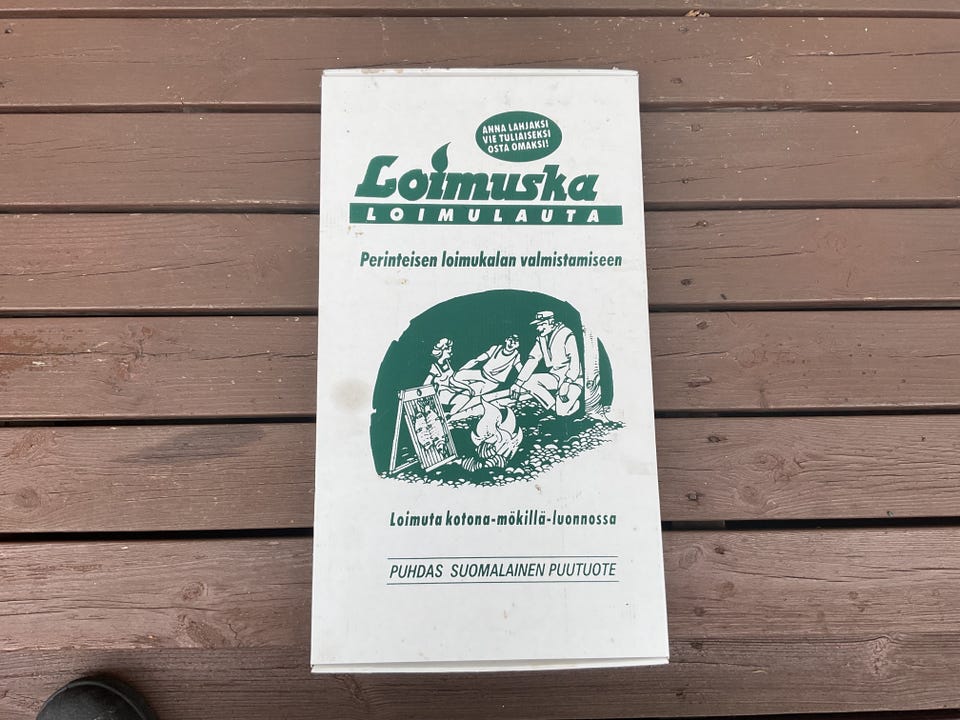 ANNA LAHJAKSI
VIE TULIAISEKSI
OSTA OMAKSI!
Loimuska
LOIMULAUTA
Perinteisen loimukalan valmistamiseen
Loimuta kotona-mökillä-luonnossa
PUHDAS SUOMALAINEN PUUTUOTE